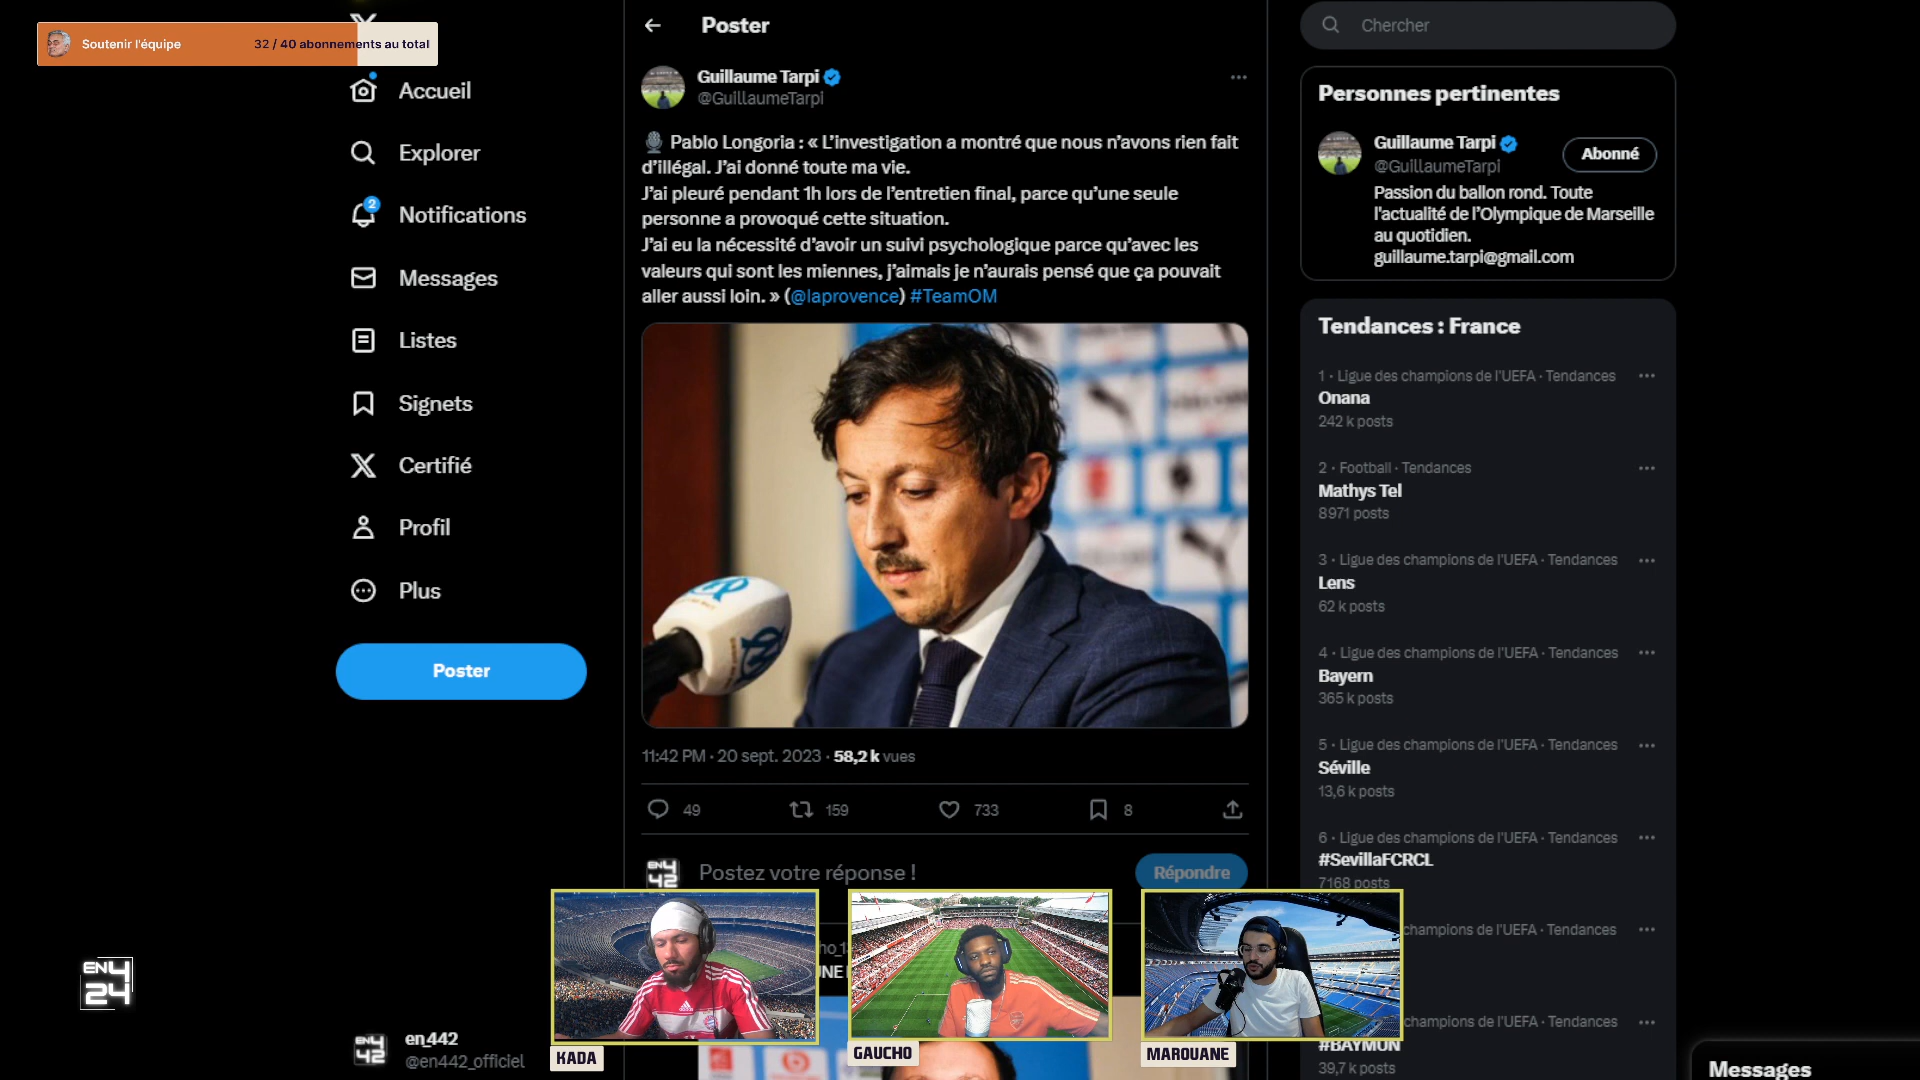 Soutenir l'équipe
32 / 40 abonnements au total
Accueil
Explorer
2
Notifications
Messages
Listes
Signets
Certifié
Profil
Plus
Poster
en_442
@en442_officiel
EN4
24
Poster
Guillaume Tarpi
@GuillaumeTarpi
Pablo Longoria : « L’investigation a montré que nous n’avons rien fait
d’illégal. J’ai donné toute ma vie.
J’ai pleuré pendant 1h lors de l’entretien final, parce qu’une seule
personne a provoqué cette situation.
J’ai eu la nécessité d’avoir un suivi psychologique parce qu’avec les
valeurs qui sont les miennes, j’aimais je n’aurais pensé que ça pouvait
aller aussi loin. » (@laprovence) #TeamOM
11:42 PM · 20 sept. 2023 · 58,2 k vues
49
159
733
8
Postez votre réponse !
Répondre
KADA
GAUCHO
MAROUANE
Chercher
Personnes pertinentes
Guillaume Tarpi
@GuillaumeTarpi
Abonné
Passion du ballon rond. Toute
l'actualité de l’Olympique de Marseille
au quotidien.
guillaume.tarpi@gmail.com
Tendances : France
1 · Ligue des champions de l'UEFA · Tendances
Onana
242 k posts
2 · Football · Tendances
Mathys Tel
8971 posts
3 · Ligue des champions de l'UEFA · Tendances
Lens
62 k posts
4 · Ligue des champions de l'UEFA · Tendances
Bayern
365 k posts
5 · Ligue des champions de l'UEFA · Tendances
Séville
13,6 k posts
6 · Ligue des champions de l'UEFA · Tendances
#SevillaFCRCL
7168 posts
champions de l'UEFA · Tendances
champions de l'UEFA · Tendances
#BAYMUN
39,7 k posts
Messages